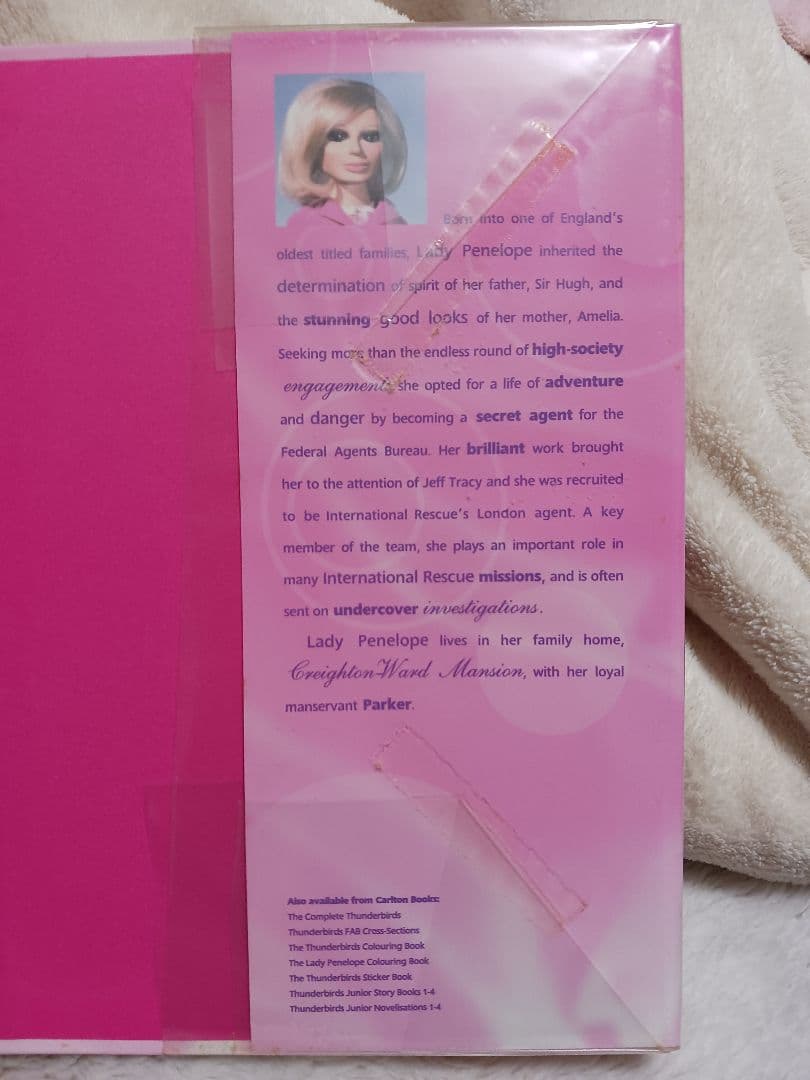 Born into one of England's
oldest titled families, Lady Penelope inherited the
determination of spirit of her father, Sir Hugh, and
the stunning good looks of her mother, Amelia.
Seeking more than the endless round of high-society
engagements she opted for a life of adventure
and danger by becoming a secret agent for the
Federal Agents Bureau. Her brilliant work brought
her to the attention of Jeff Tracy and she was recruited
to be International Rescue's London agent. A key
member of the team, she plays an important role in
many International Rescue missions, and is often
sent on undercover investigations.
Lady Penelope lives in her family home,
Creighton-Ward Mansion, with her loyal
manservant Parker.
Also available from Carlton Books:
The Complete Thunderbirds
Thunderbirds FAB Cross-Sections
The Thunderbirds Colouring Book
The Lady Penelope Colouring Book
The Thunderbirds Sticker Book
Thunderbirds Junior Story Books 1-4
Thunderbirds Junior Novelisations 1-4